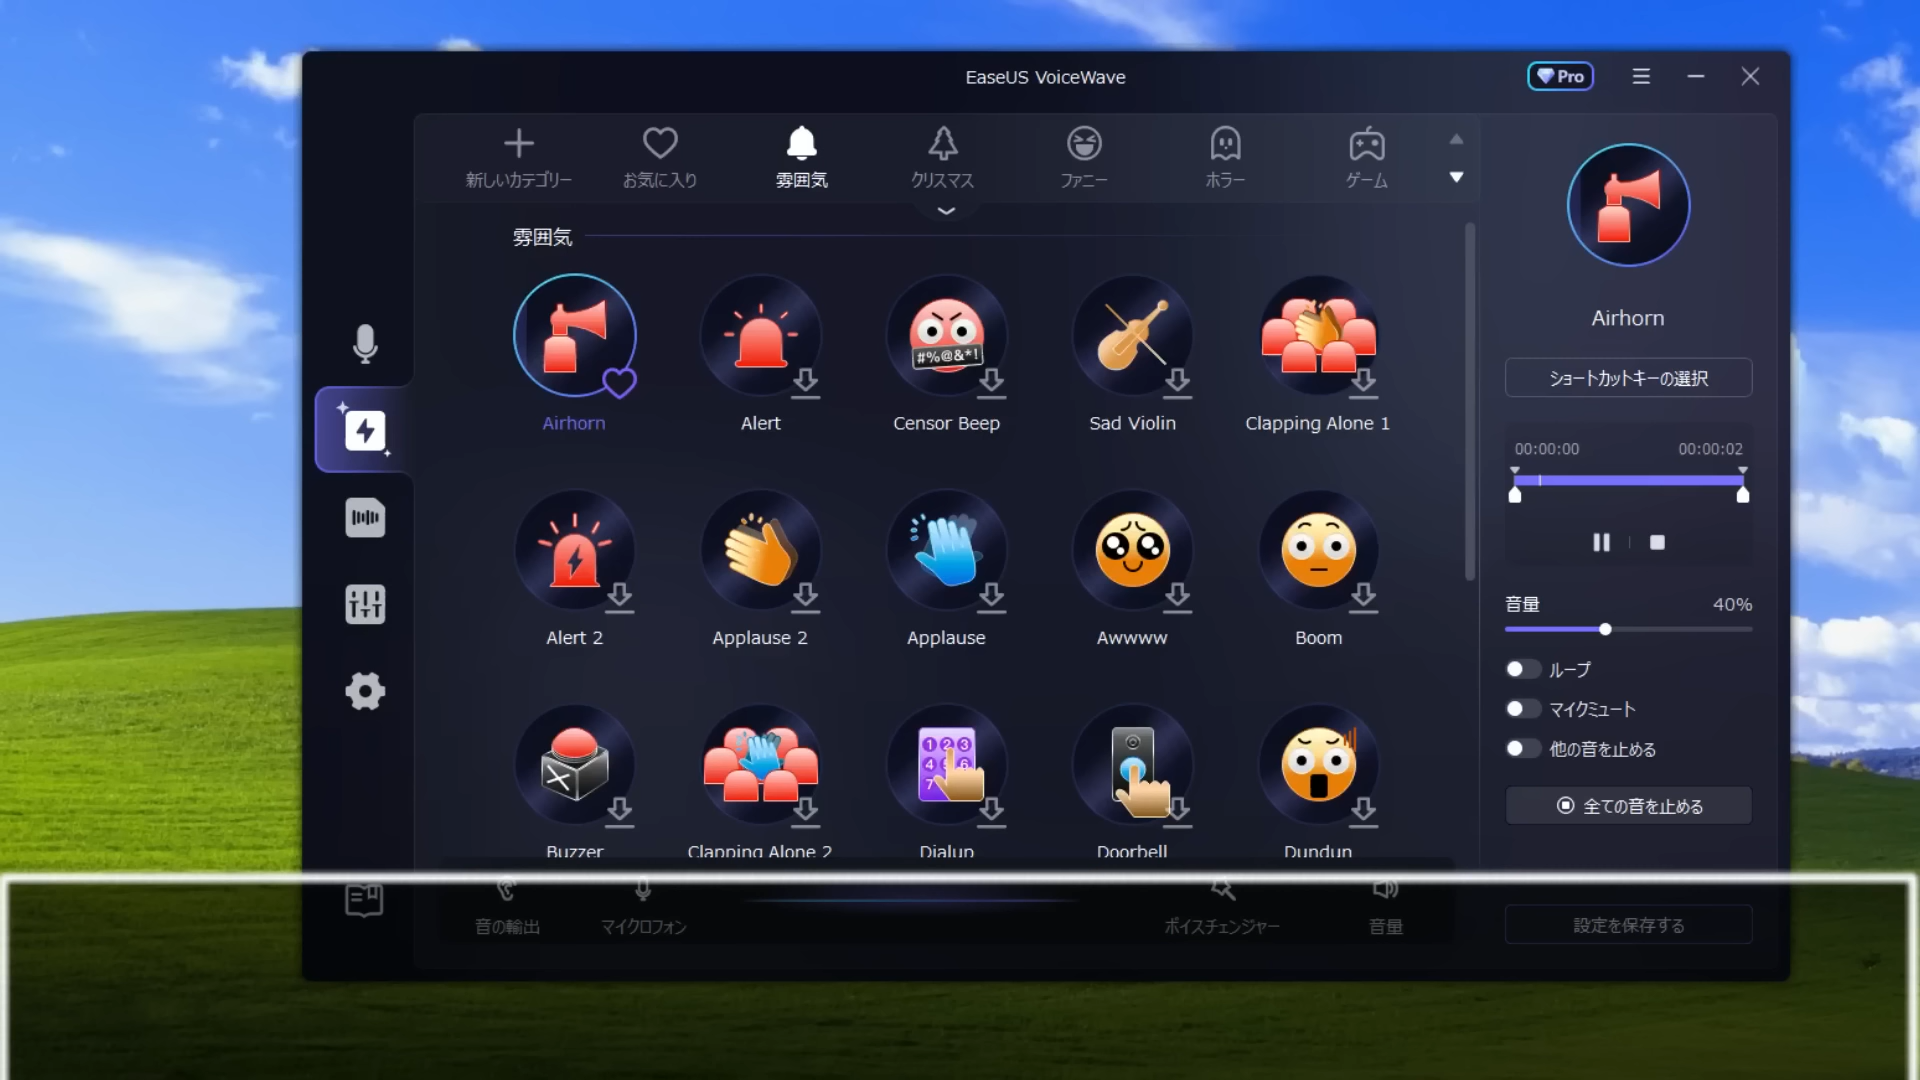 EaseUS VoiceWave
Pro
新しいカテゴリー
お気に入り
雰囲気
クリスマス
ファニー
ホラー
ゲーム
雰囲気
Airhorn
Alert
#%@&*!
Censor Beep
Sad Violin
Clapping Alone 1
Alert 2
Applause 2
Applause
Awwww
Boom
1 2 3
4 6
7
Buzzer
Clapping Alone 2
Dialup
Doorbell
Dundun
音の輸出
マイクロフォン
ボイスチェンジャー
音量
Airhorn
ショートカットキーの選択
00:00:00 00:00:02
音量 40%
ループ
マイクミュート
他の音を止める
全ての音を止める
設定を保存する